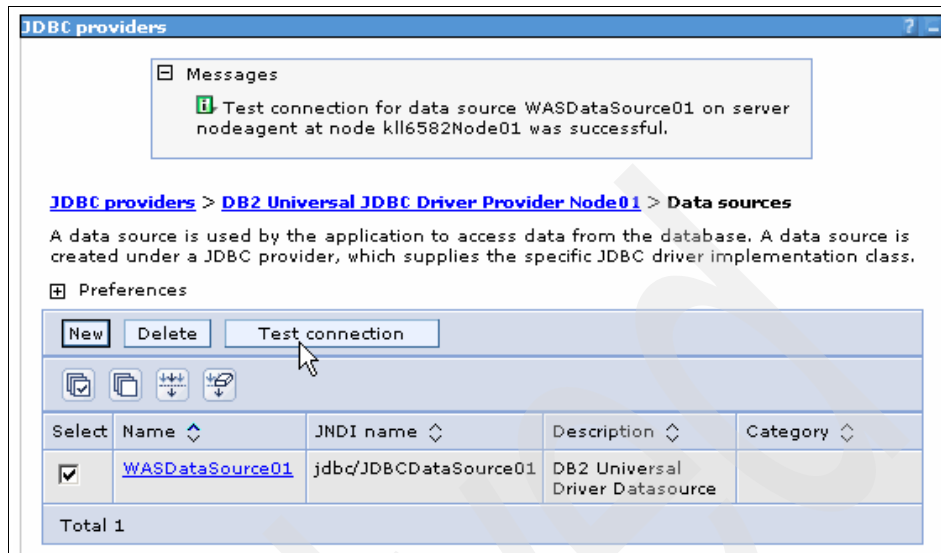 JDBC providers
? –
Messages
Test connection for data source WASDataSource01 on server
nodeagent at node kll6582Node01 was successful.
JDBC providers > DB2 Universal JDBC Driver Provider Node01 > Data sources
A data source is used by the application to access data from the database. A data source is
created under a JDBC provider, which supplies the specific JDBC driver implementation class.
Preferences
New Delete Test connection
Select Name JNDI name Description Category
WASDataSource01 jdbc/JDBCDataSource01 DB2 Universal
Driver Datasource
Total 1